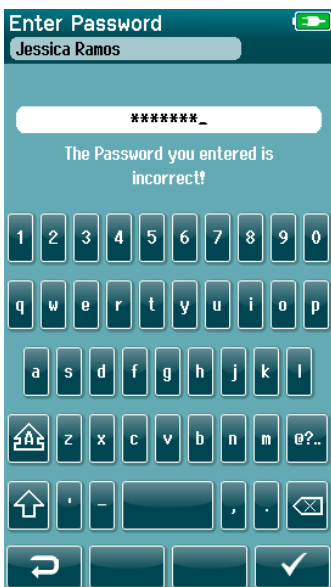 Enter Password
Jessica Ramos
*******_
The Password you entered is
incorrect!
1 2 3 4 5 6 7 8 9 0
q w e r t y u i o p
a s d f g h j k l
A z x c v b n m @?..
' - , .